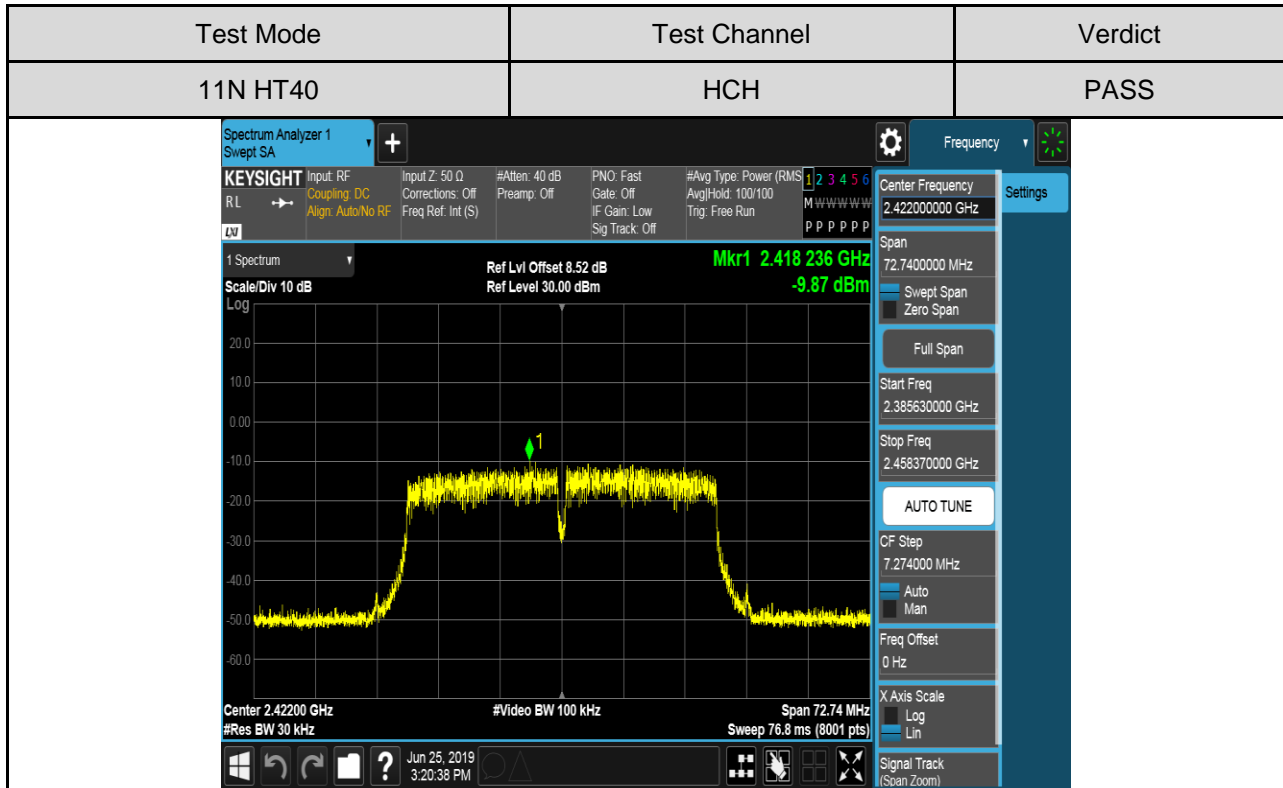 Test Mode Test Channel Verdict
11N HT40 HCH PASS
Spectrum Analyzer 1
Swept SA
+
Frequency
KEYSIGHT Input: RF Input Z: 50 Ω #Atten: 40 dB PNO: Fast #Avg Type: Power (RMS 1 2 3 4 5 6
RL Coupling: DC Corrections: Off Preamp: Off Gate: Off Avg|Hold: 100/100 M W W W W W
Align: Auto/No RF Freq Ref: Int (S) IF Gain: Low Trig: Free Run
LXI Sig Track: Off P P P P P P
1 Spectrum
Ref Lvl Offset 8.52 dB Mkr1 2.418 236 GHz
Scale/Div 10 dB Ref Level 30.00 dBm -9.87 dBm
Log
20.0
10.0
0.00
1
-10.0
-20.0
-30.0
-40.0
-50.0
-60.0
Center 2.42200 GHz #Video BW 100 kHz Span 72.74 MHz
#Res BW 30 kHz Sweep 76.8 ms (8001 pts)
? Jun 25, 2019
3:20:38 PM
Center Frequency
2.422000000 GHz
Settings
Span
72.7400000 MHz
Swept Span
Zero Span
Full Span
Start Freq
2.385630000 GHz
Stop Freq
2.458370000 GHz
AUTO TUNE
CF Step
7.274000 MHz
Auto
Man
Freq Offset
0 Hz
X Axis Scale
Log
Lin
Signal Track
(Span Zoom)